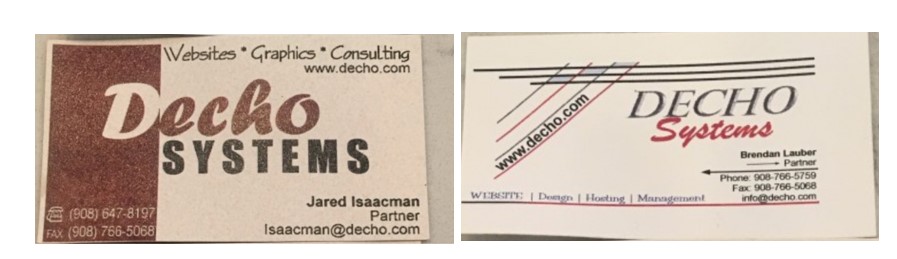 Websites * Graphics * Consulting
www.decho.com
Decho
SYSTEMS
Jared Isaacman
Partner
(908) 647-8197
FAX (908) 766-5068
Isaacman@decho.com
www.decho.com
DECHO
Systems
Brendan Lauber
Partner
Phone: 908-766-5759
Fax: 908-766-5068
WEBSITE | Design | Hosting | Management
info@decho.com